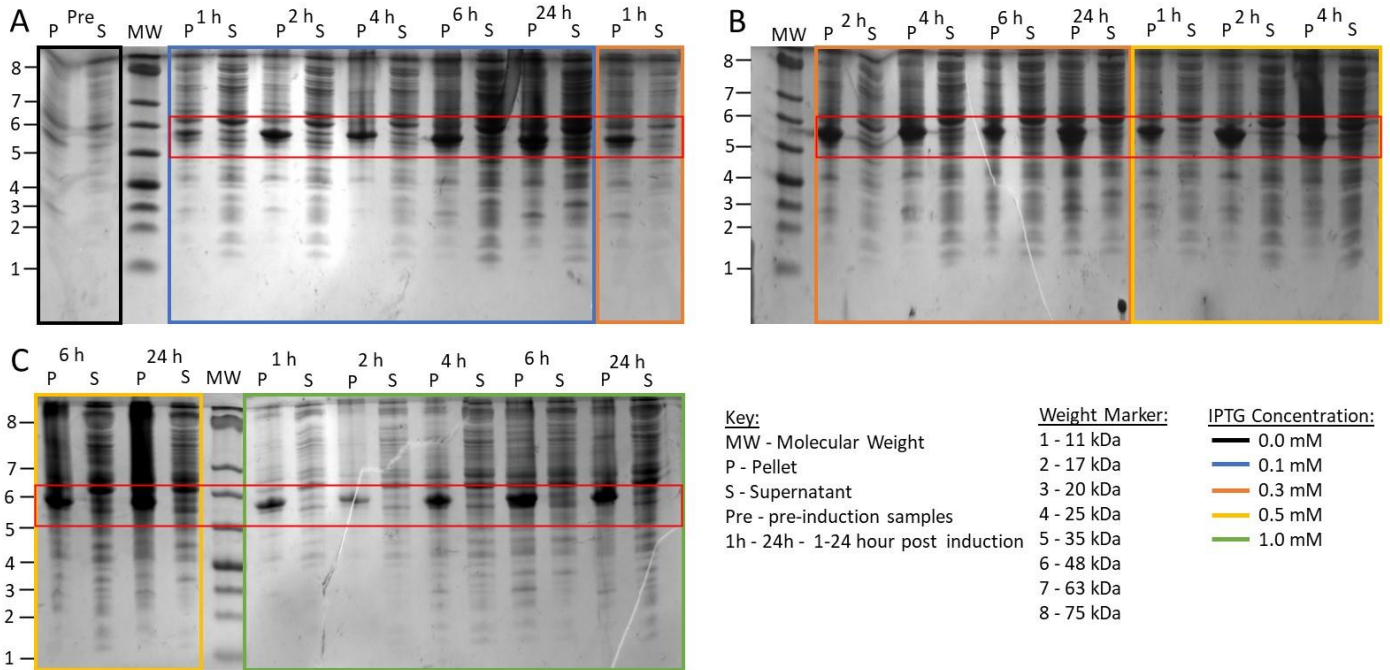 A
Pre 1 h 2 h 4 h 6 h 24 h 1 h
P S MW P S P S P S P S P S P S
8
7
6
5
4
3
2
1
B
2 h 4 h 6 h 24 h 1 h 2 h 4 h
MW P S P S P S P S P S P S P S
8
7
6
5
4
3
2
1
C
6 h 24 h 1 h 2 h 4 h 6 h 24 h
P S P S MW P S P S P S P S P S
8
7
6
5
4
3
2
1
Key:
MW - Molecular Weight
P - Pellet
S - Supernatant
Pre - pre-induction samples
1h - 24h - 1-24 hour post induction
Weight Marker:
1 - 11 kDa
2 - 17 kDa
3 - 20 kDa
4 - 25 kDa
5 - 35 kDa
6 - 48 kDa
7 - 63 kDa
8 - 75 kDa
IPTG Concentration:
0.0 mM
0.1 mM
0.3 mM
0.5 mM
1.0 mM